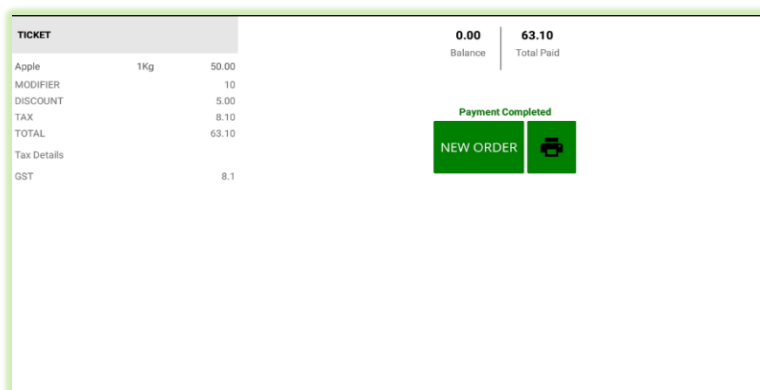 TICKET
Apple 1Kg 50.00
MODIFIER 10
DISCOUNT 5.00
TAX 8.10
TOTAL 63.10
Tax Details
GST 8.1
0.00 63.10
Balance Total Paid
Payment Completed
NEW ORDER